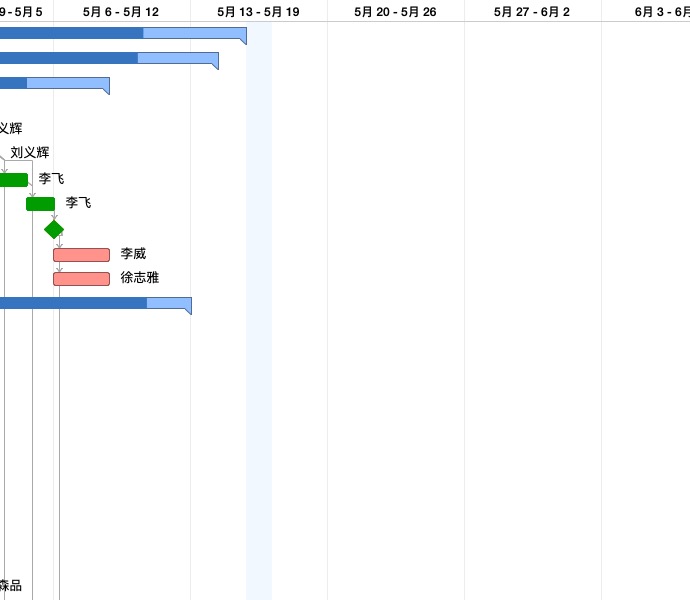 9 - 5月 5 5月 6 - 5月 12 5月 13 - 5月 19 5月 20 - 5月 26 5月 27 - 6月 2 6月 3 - 6月
义辉
刘义辉
李飞
李飞
李威
徐志雅
森品